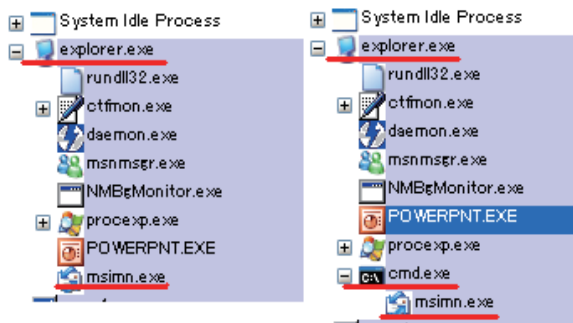 System Idle Process
explorer.exe
rundll32.exe
ctfmon.exe
daemon.exe
msnmsgr.exe
NMBgMonitor.exe
procexp.exe
POWERPNT.EXE
msimn.exe
System Idle Process
explorer.exe
rundll32.exe
ctfmon.exe
daemon.exe
msnmsgr.exe
NMBgMonitor.exe
POWERPNT.EXE
procexp.exe
cmd.exe
msimn.exe